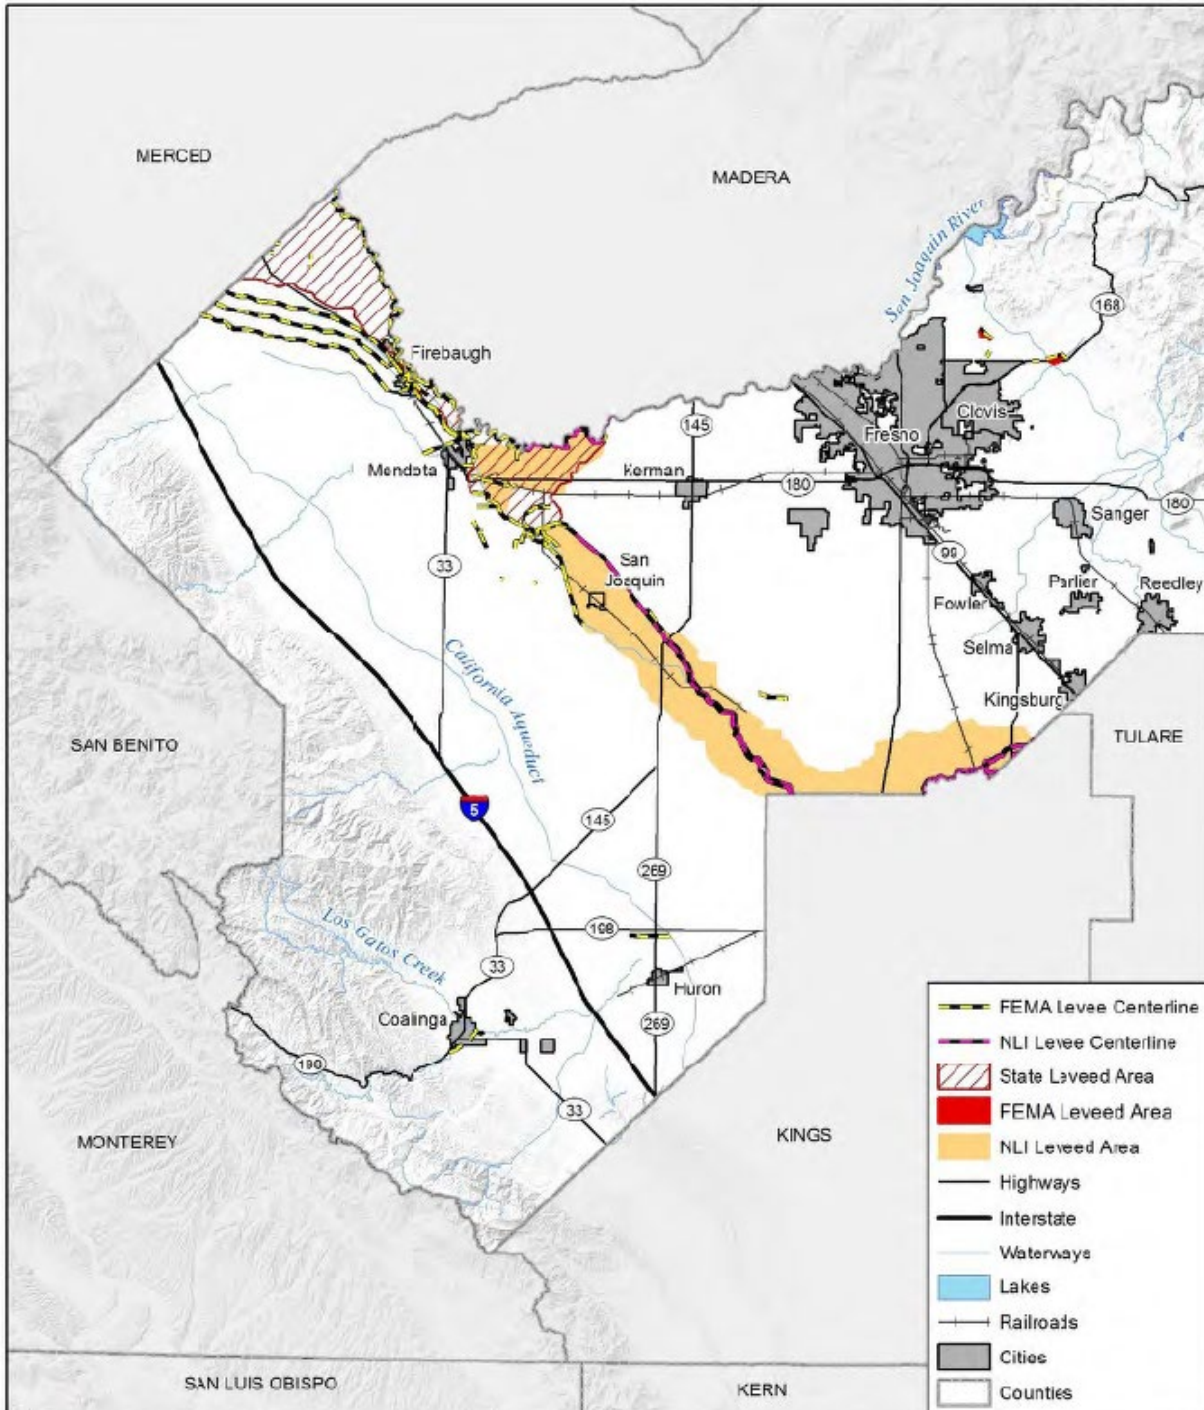 MERCED
MADERA
San Joaquin River
168
Firebaugh
Clovis
145
Fresno
Mendota
Kerman
180
180
Sanger
33
San
Joaquin
99
Parlier
Reedley
Fowler
Selma
California Aqueduct
Kingsburg
SAN BENITO
TULARE
5
145
269
Los Gatos Creek
198
33
Huron
Coalinga
269
190
33
MONTEREY
KINGS
SAN LUIS OBISPO
KERN
FEMA Levee Centerline
NLI Levee Centerline
State Leveed Area
FEMA Leveed Area
NLI Leveed Area
Highways
Interstate
Waterways
Lakes
Railroads
Cities
Counties